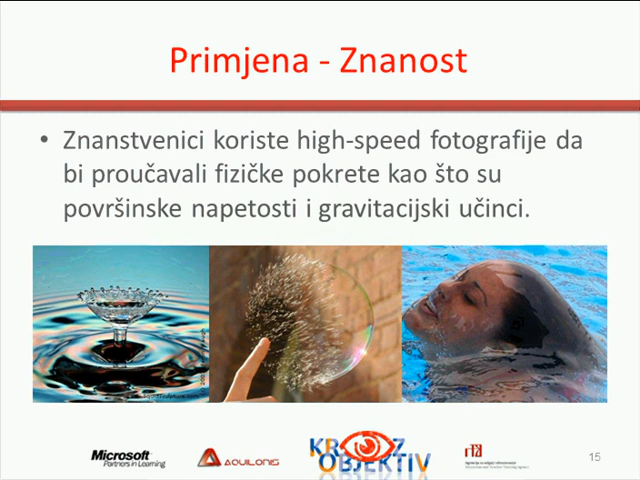 Primjena - Znanost
• Znanstvenici koriste high-speed fotografije da
bi proučavali fizičke pokrete kao što su
površinske napetosti i gravitacijski učinci.
Microsoft
Partners in Learning
AQUILONIS
KROZ
OBJEKTIV
15